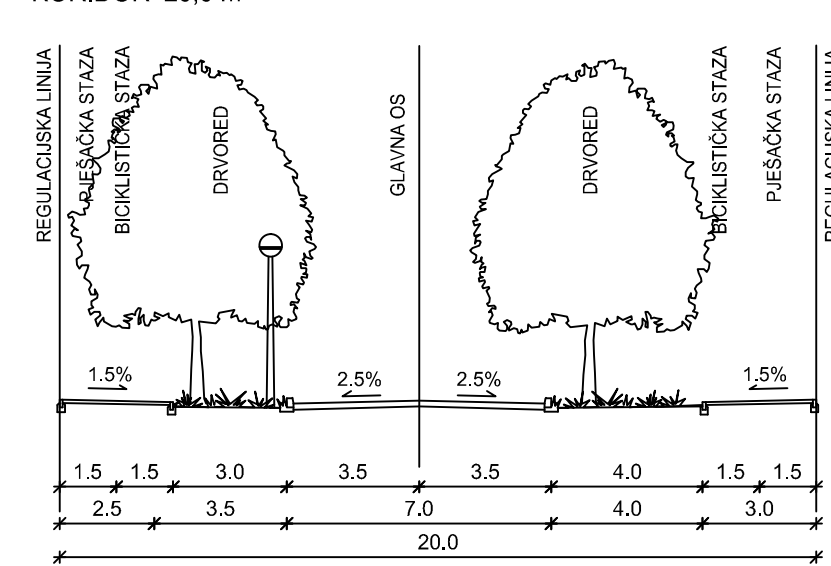 REGULACIJSKA LINIJA
PJEŠAČKA STAZA
BICIKLISTIČKA STAZA
DRVORED
GLAVNA OS
DRVORED
BICIKLISTIČKA STAZA
PJEŠAČKA STAZA
REGULACIJSKA LINIJA
1.5% 2.5% 2.5% 1.5%
1.5 1.5 3.0 3.5 3.5 4.0 1.5 1.5
2.5 3.5 7.0 4.0 3.0
20.0